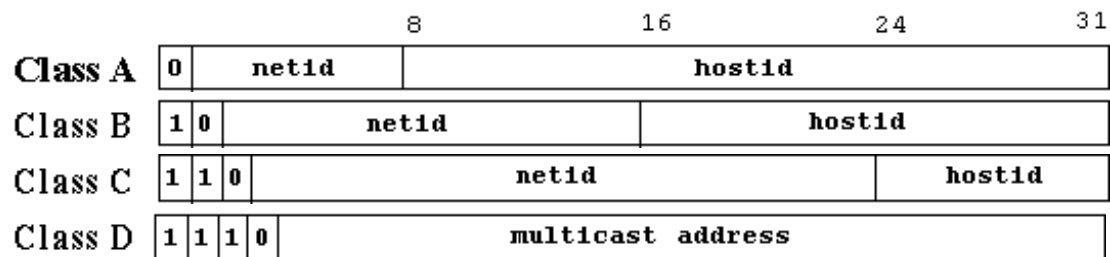 8 16 24 31
Class A 0 netid hostid
Class B 1 0 netid hostid
Class C 1 1 0 netid hostid
Class D 1 1 1 0 multicast address